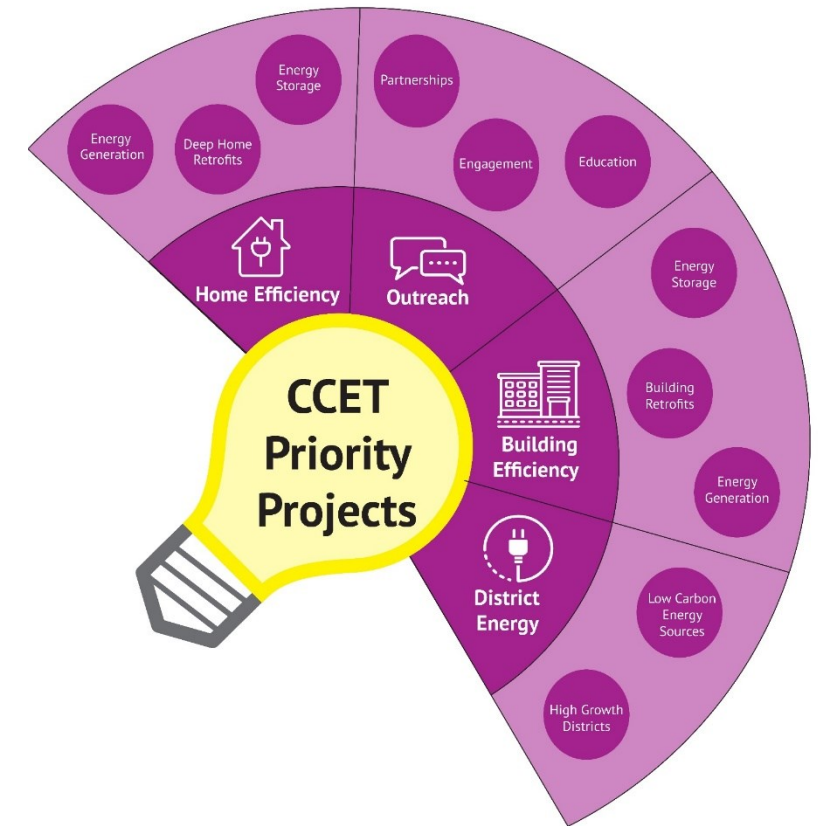 Energy
Storage
Partnerships
Energy
Generation
Deep Home
Retrofits
Engagement
Education
Home Efficiency
Outreach
Energy
Storage
CCET
Priority
Projects
Building
Efficiency
Building
Retrofits
Energy
Generation
District
Energy
Low Carbon
Energy
Sources
High Growth
Districts